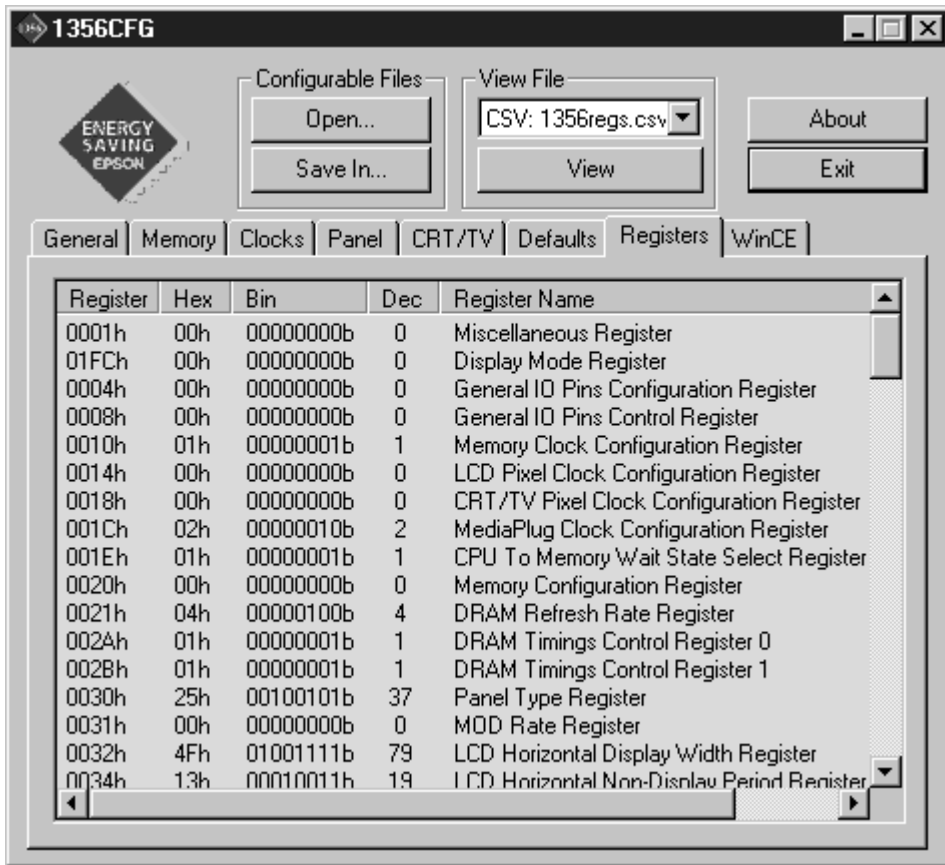 1356 1356CFG
ENERGY
SAVING
EPSON
Configurable Files
Open...
Save In...
View File
CSV: 1356regs.csv
View
About
Exit
General Memory Clocks Panel CRT/TV Defaults Registers WinCE
Register Hex Bin Dec Register Name
0001h 00h 00000000b 0 Miscellaneous Register
01FCh 00h 00000000b 0 Display Mode Register
0004h 00h 00000000b 0 General IO Pins Configuration Register
0008h 00h 00000000b 0 General IO Pins Control Register
0010h 01h 00000001b 1 Memory Clock Configuration Register
0014h 00h 00000000b 0 LCD Pixel Clock Configuration Register
0018h 00h 00000000b 0 CRT/TV Pixel Clock Configuration Register
001Ch 02h 00000010b 2 MediaPlug Clock Configuration Register
001Eh 01h 00000001b 1 CPU To Memory Wait State Select Register
0020h 00h 00000000b 0 Memory Configuration Register
0021h 04h 00000100b 4 DRAM Refresh Rate Register
002Ah 01h 00000001b 1 DRAM Timings Control Register 0
002Bh 01h 00000001b 1 DRAM Timings Control Register 1
0030h 25h 00100101b 37 Panel Type Register
0031h 00h 00000000b 0 MOD Rate Register
0032h 4Fh 01001111b 79 LCD Horizontal Display Width Register
0034h 13h 00010011b 19 LCD Horizontal Non-Display Period Register